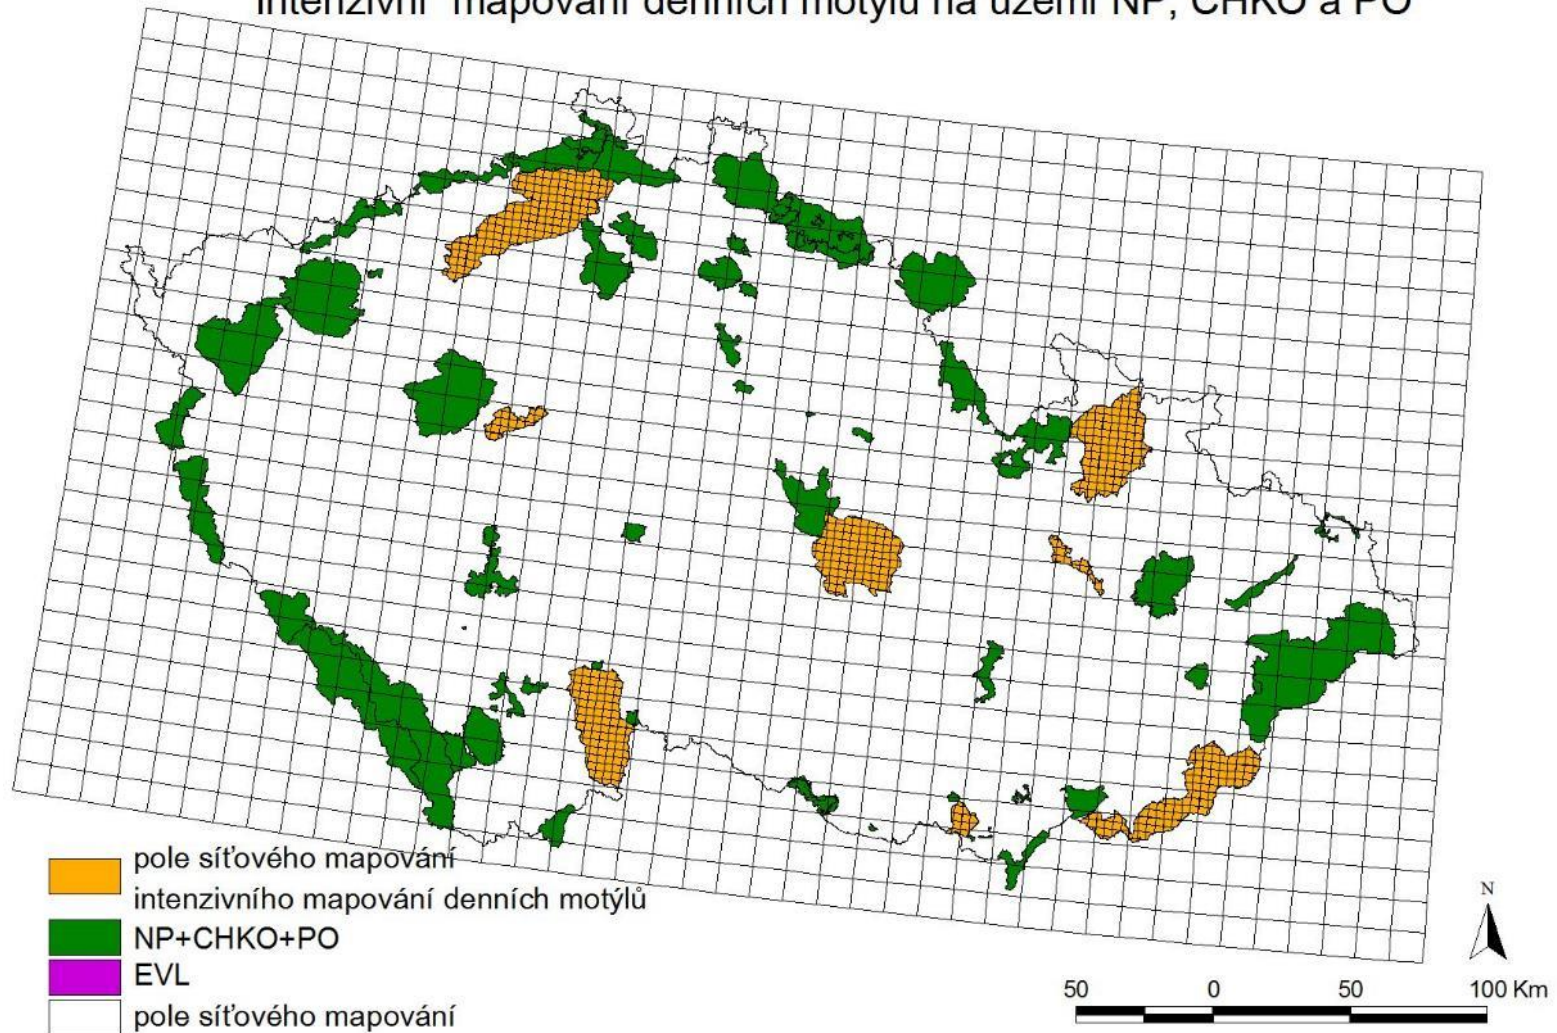 intenzivní mapování denních motýlů na území NP, CHKO a PO
pole síťového mapování
intenzivního mapování denních motýlů
NP+CHKO+PO
EVL
pole síťového mapování
N
50 0 50 100 Km